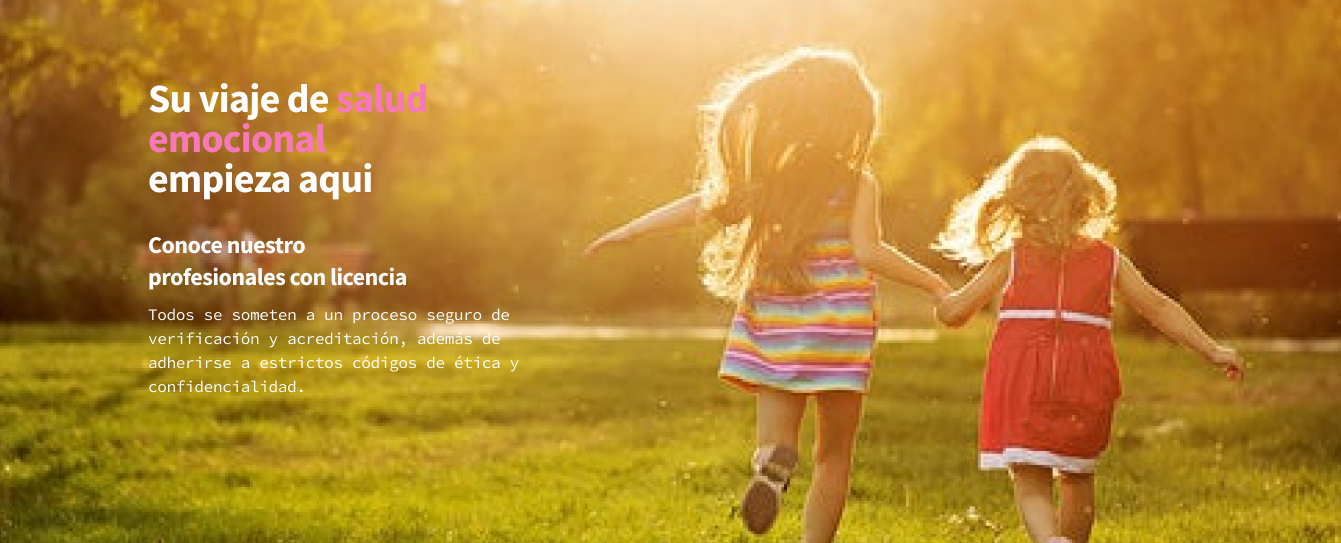 Su viaje de salud
emocional
empieza aqui
Conoce nuestro
profesionales con licencia
Todos se someten a un proceso seguro de
verificación y acreditación, además de
adherirse a estrictos códigos de ética y
confidencialidad.